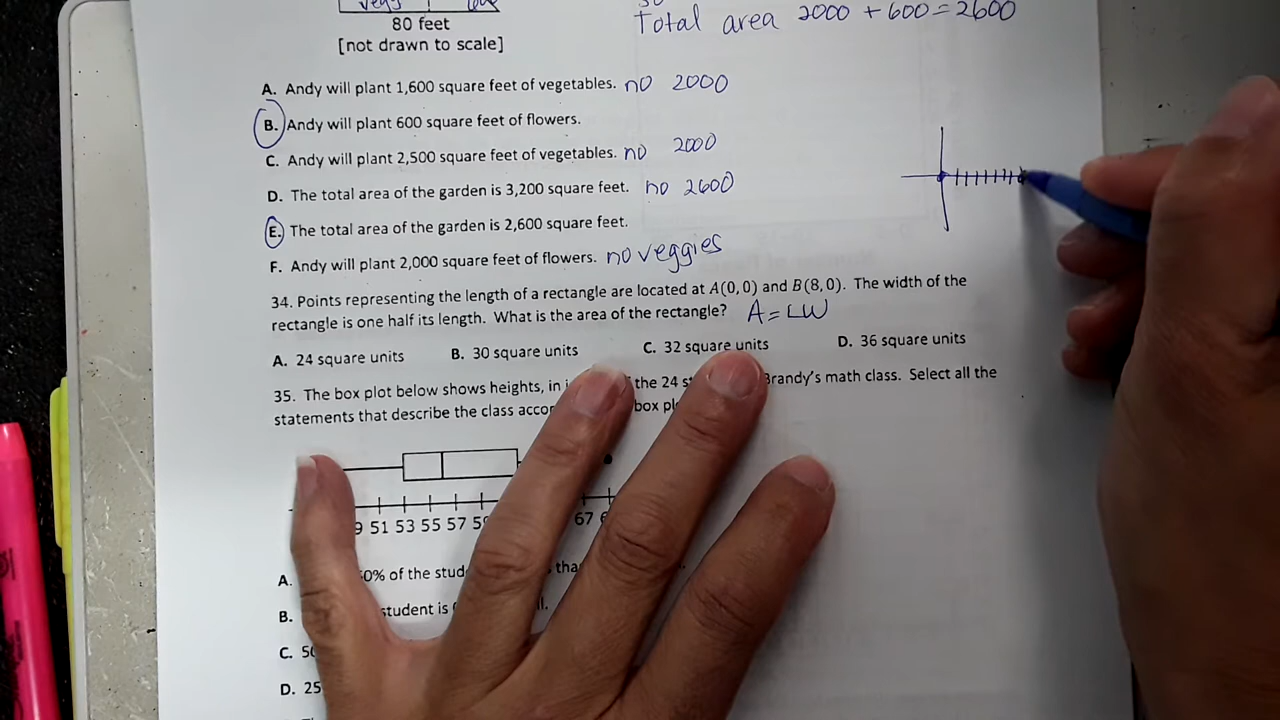 Total area 2000 + 600 = 2600
80 feet
[not drawn to scale]
A. Andy will plant 1,600 square feet of vegetables. no 2000
B. Andy will plant 600 square feet of flowers.
C. Andy will plant 2,500 square feet of vegetables. no 2000
D. The total area of the garden is 3,200 square feet. no 2600
E. The total area of the garden is 2,600 square feet.
F. Andy will plant 2,000 square feet of flowers. no veggies
34. Points representing the length of a rectangle are located at A(0,0) and B(8,0). The width of the
rectangle is one half its length. What is the area of the rectangle? A = LW
A. 24 square units B. 30 square units C. 32 square units D. 36 square units
35. The box plot below shows heights, in the 24 Brandy's math class. Select all the
statements that describe the class box
51 53 55 57 67
A. 0% of the
B. student is
C.
D. 25